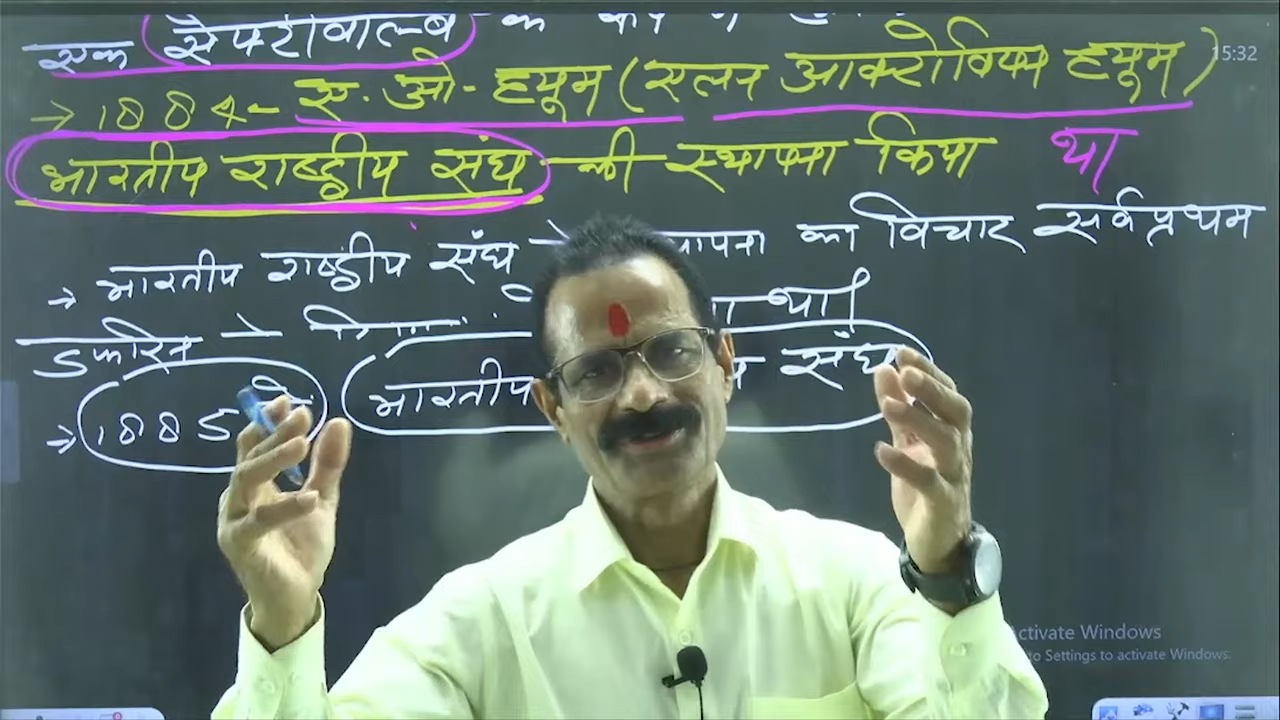 एक सेफ्टीवाल्ब के
15:32
→ 1884 - ए. ओ - ह्यूम (एलन आक्टोवियन ह्यूम)
भारतीय राष्ट्रीय संघ की स्थापना किया था
→ भारतीय राष्ट्रीय संघ का विचार सर्वप्रथम
डफरिन ने था।
→ 1885 भारतीय संघ
Activate Windows
Go to Settings to activate Windows.